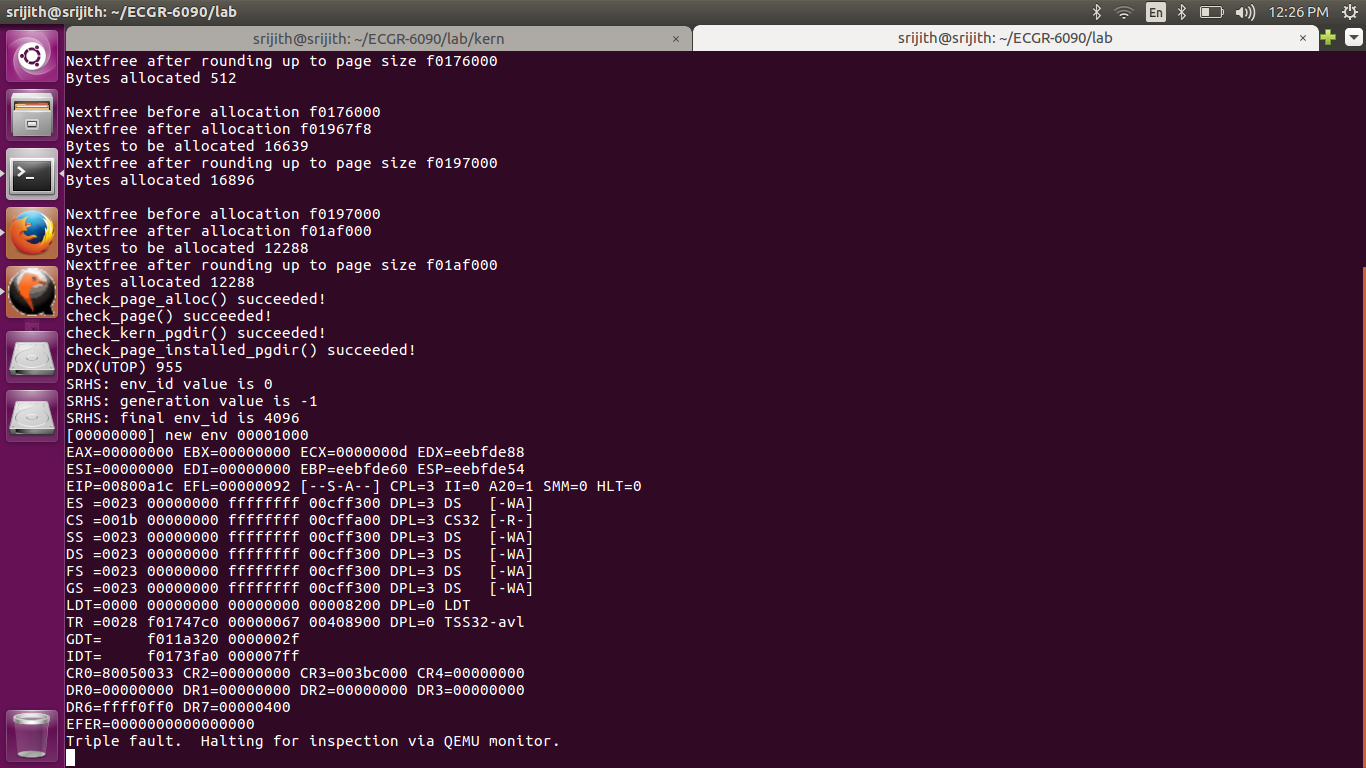 srijith@srijith: ~/ECGR-6090/lab
En
12:26 PM
srijith@srijith: ~/ECGR-6090/lab/kern ×
srijith@srijith: ~/ECGR-6090/lab ×
Nextfree after rounding up to page size f0176000
Bytes allocated 512
Nextfree before allocation f0176000
Nextfree after allocation f01967f8
Bytes to be allocated 16639
Nextfree after rounding up to page size f0197000
Bytes allocated 16896
Nextfree before allocation f0197000
Nextfree after allocation f01af000
Bytes to be allocated 12288
Nextfree after rounding up to page size f01af000
Bytes allocated 12288
check_page_alloc() succeeded!
check_page() succeeded!
check_kern_pgdir() succeeded!
check_page_installed_pgdir() succeeded!
PDX(UTOP) 955
SRHS: env_id value is 0
SRHS: generation value is -1
SRHS: final env_id is 4096
[00000000] new env 00001000
EAX=00000000 EBX=00000000 ECX=0000000d EDX=eebfde88
ESI=00000000 EDI=00000000 EBP=eebfde60 ESP=eebfde54
EIP=00800a1c EFL=00000092 [--S-A--] CPL=3 II=0 A20=1 SMM=0 HLT=0
ES =0023 00000000 ffffffff 00cff300 DPL=3 DS   [-WA]
CS =001b 00000000 ffffffff 00cffa00 DPL=3 CS32 [-R-]
SS =0023 00000000 ffffffff 00cff300 DPL=3 DS   [-WA]
DS =0023 00000000 ffffffff 00cff300 DPL=3 DS   [-WA]
FS =0023 00000000 ffffffff 00cff300 DPL=3 DS   [-WA]
GS =0023 00000000 ffffffff 00cff300 DPL=3 DS   [-WA]
LDT=0000 00000000 00000000 00008200 DPL=0 LDT
TR =0028 f01747c0 00000067 00408900 DPL=0 TSS32-avl
GDT=     f011a320 0000002f
IDT=     f0173fa0 000007ff
CR0=80050033 CR2=00000000 CR3=003bc000 CR4=00000000
DR0=00000000 DR1=00000000 DR2=00000000 DR3=00000000
DR6=ffff0ff0 DR7=00000400
EFER=0000000000000000
Triple fault.  Halting for inspection via QEMU monitor.